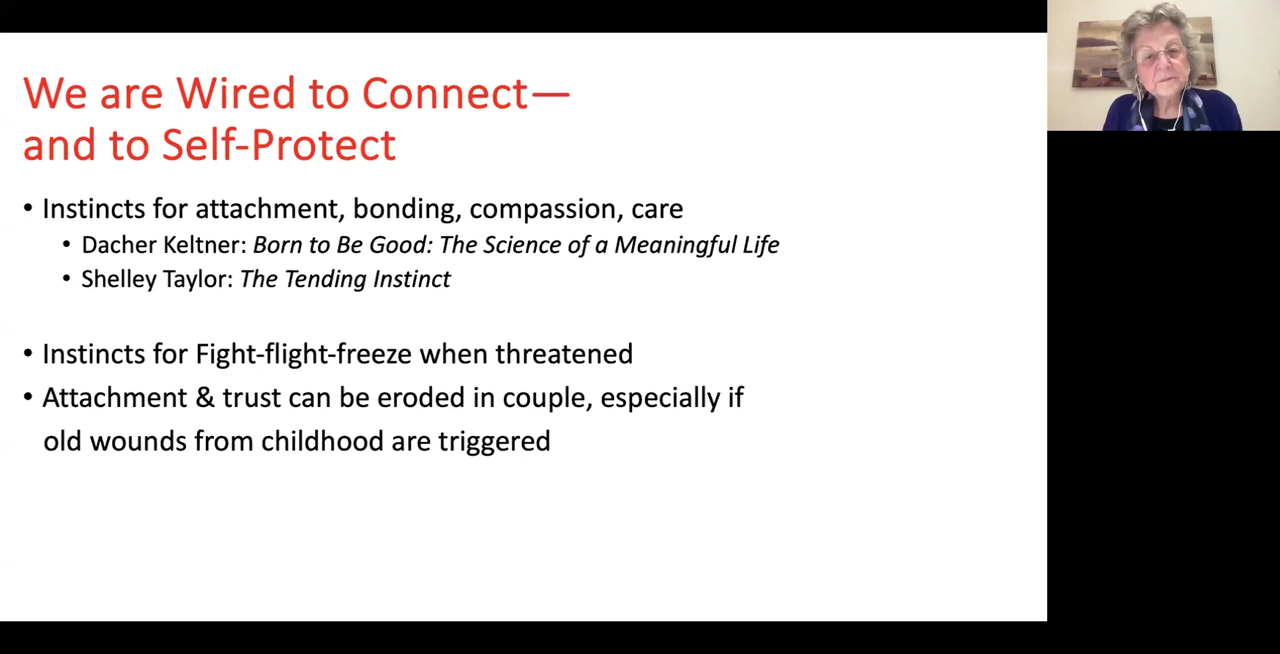 We are Wired to Connect—
and to Self-Protect
• Instincts for attachment, bonding, compassion, care
• Dacher Keltner: Born to Be Good: The Science of a Meaningful Life
• Shelley Taylor: The Tending Instinct
• Instincts for Fight-flight-freeze when threatened
• Attachment & trust can be eroded in couple, especially if
old wounds from childhood are triggered